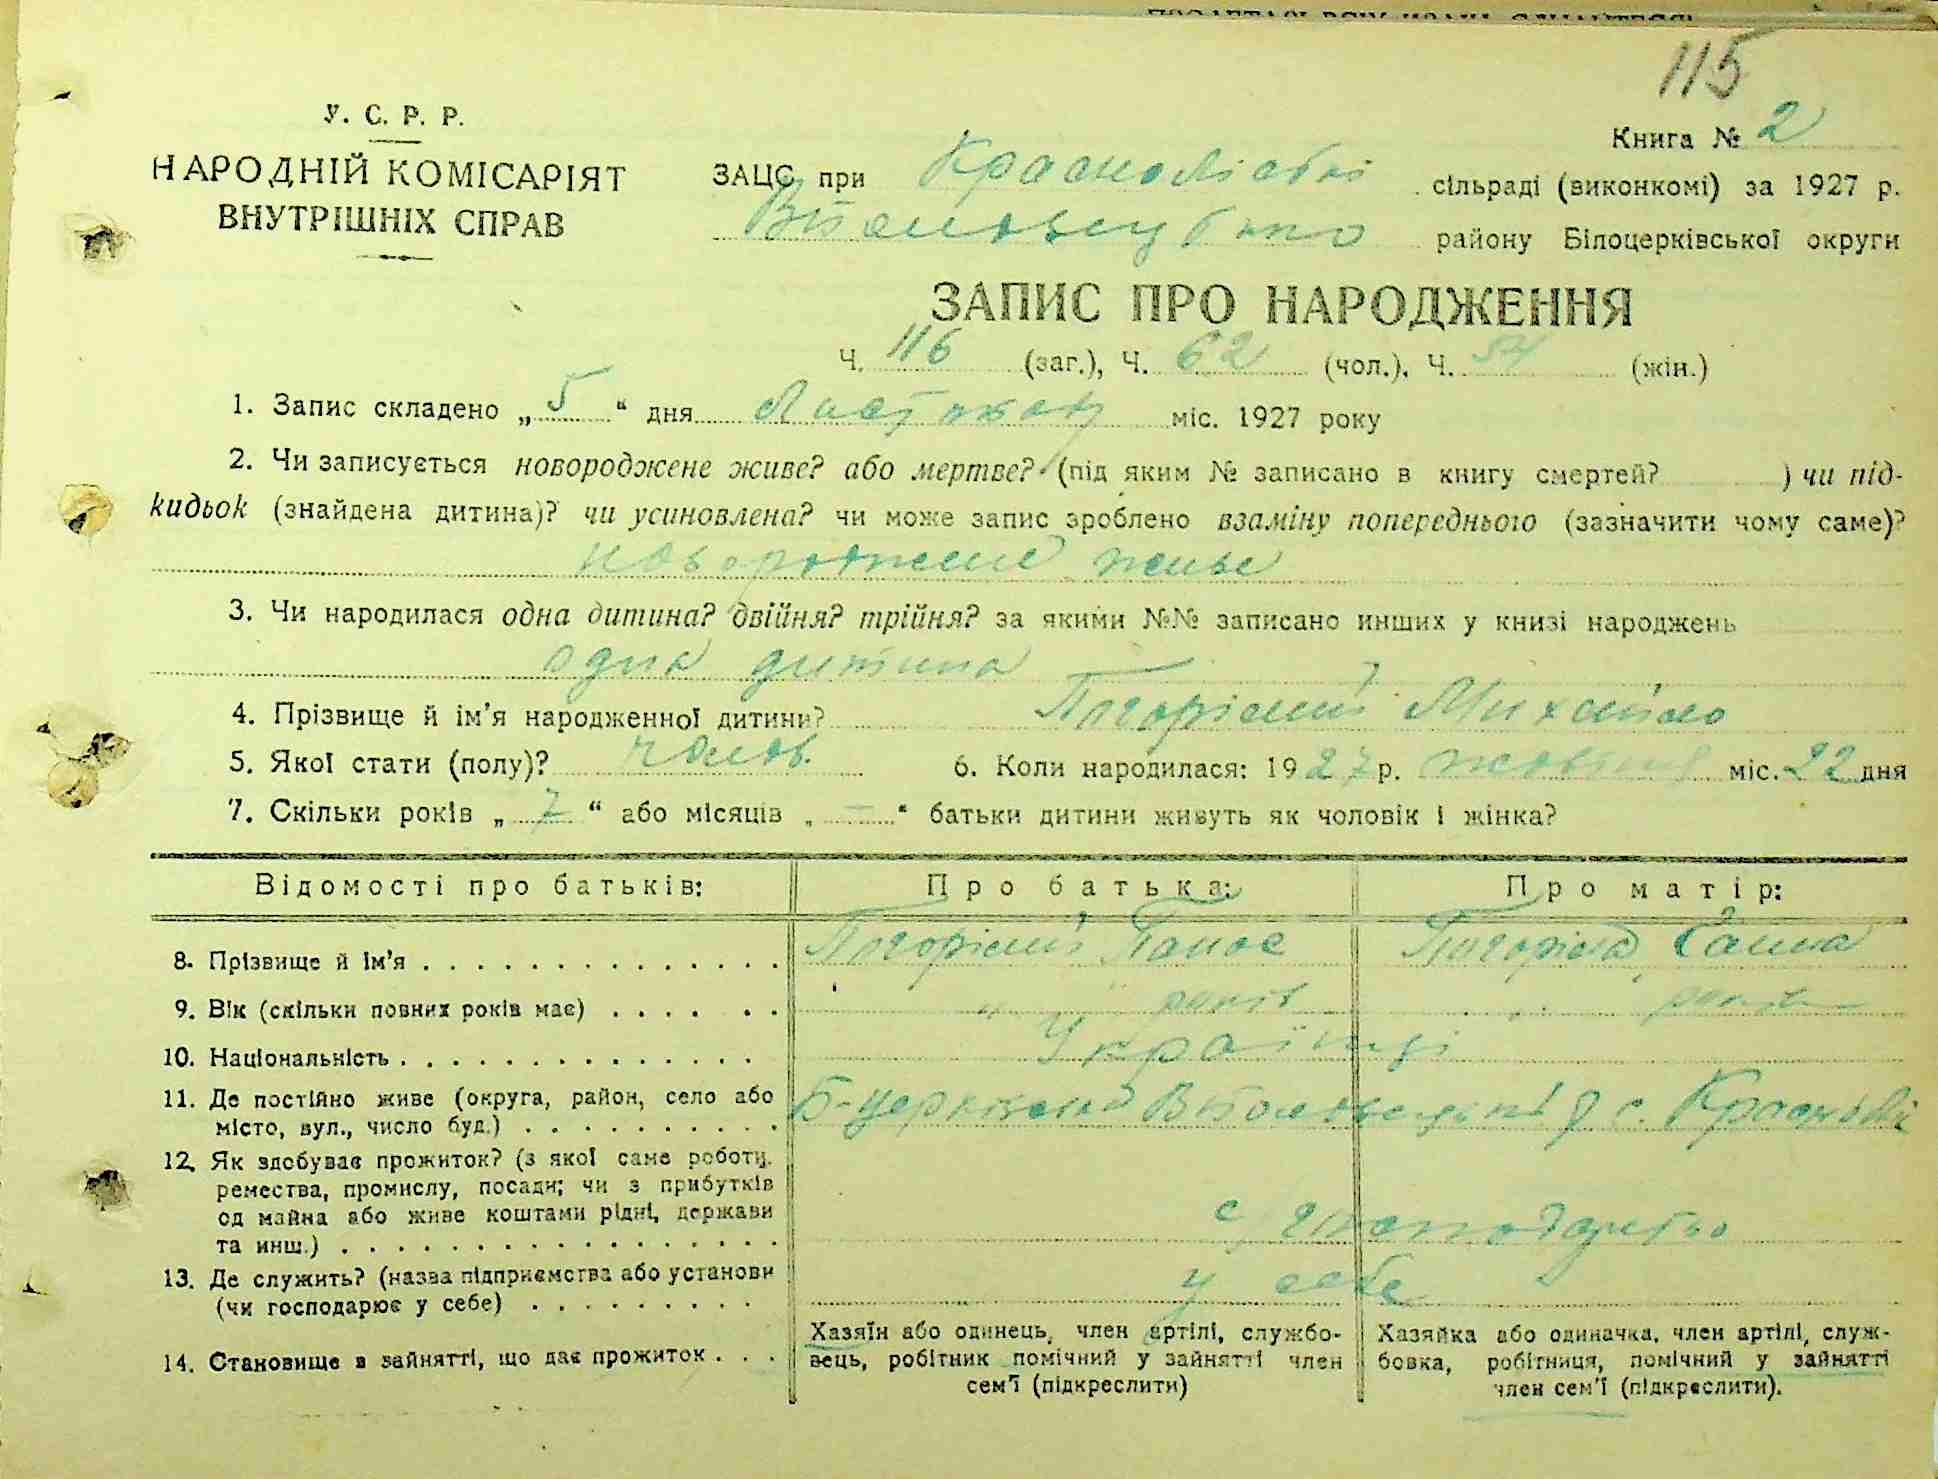 115
У. С. Р. Р.
НАРОДНІЙ КОМІСАРІЯТ
ВНУТРІШНІХ СПРАВ
Книга № 2
ЗАЦС при Краснолісткі сільраді (виконкомі) за 1927 р.
району Білоцерківської округи
ЗАПИС ПРО НАРОДЖЕННЯ
Ч. 116 (заг.), Ч. 62 (чол.), Ч. 54 (жін.)
1. Запис складено „ 5 “ дня Листопада міс. 1927 року
2. Чи записується новороджене живе? або мертве? (під яким № записано в книгу смертей? ) чи під-
кидьок (знайдена дитина)? чи усиновлена? чи може запис зроблено взаміну попереднього (зазначити чому саме)?
новорожене живе
3. Чи народилася одна дитина? двійня? трійня? за якими №№ записано инших у книзі народжень
одна дитина
4. Прізвище й ім'я народженної дитини? Погорілий Михайло
5. Якої стати (полу)? чолов. 6. Коли народилася: 1927 р. жовтня міс. 22 дня
7. Скільки років „ 7 “ або місяців „ — “ батьки дитини живуть як чоловік і жінка?
Відомості про батьків: Про батька: Про матір:
8. Прізвище й ім'я . . . . . . . . . . . . . . Погорілий Панас Погоріла Ганна
9. Вік (скільки повних років має) . . . . . . " " років " " років
10. Національність . . . . . . . . . . . . . . Українці
11. Де постійно живе (округа, район, село або
місто, вул., число буд.) . . . . . . . . . . Б-церківська р с.
12. Як здобуває прожиток? (з якої саме роботи,
ремества, промислу, посади; чи з прибутків
од майна або живе коштами рідні, держави
та инш.) . . . . . . . . . . . . . . . . . с, господарство
13. Де служить? (назва підприємства або установи
(чи господарює у себе) . . . . . . . . . у себе
14. Становище в зайнятті, що дає прожиток . . .
Хазяїн або одинець, член артілі, службо-
вець, робітник помічний у зайнятті член
сем'ї (підкреслити)
Хазяйка або одиначка, член артілі, служ-
бовка, робітниця, помічний у зайнятті
член сем'ї (підкреслити).